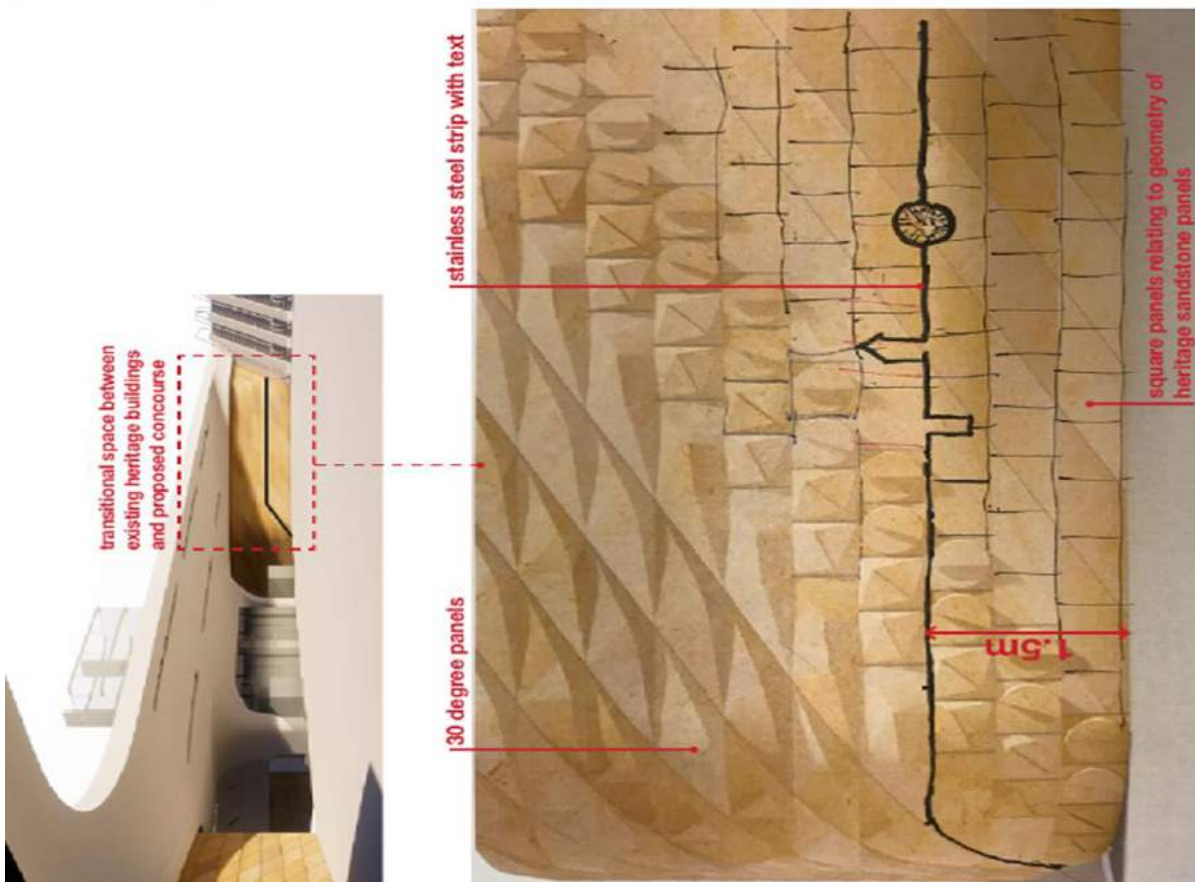 transitional space between
existing heritage buildings
and proposed concourse
stainless steel strip with text
30 degree panels
1.5m
square panels relating to geometry of
heritage sandstone panels